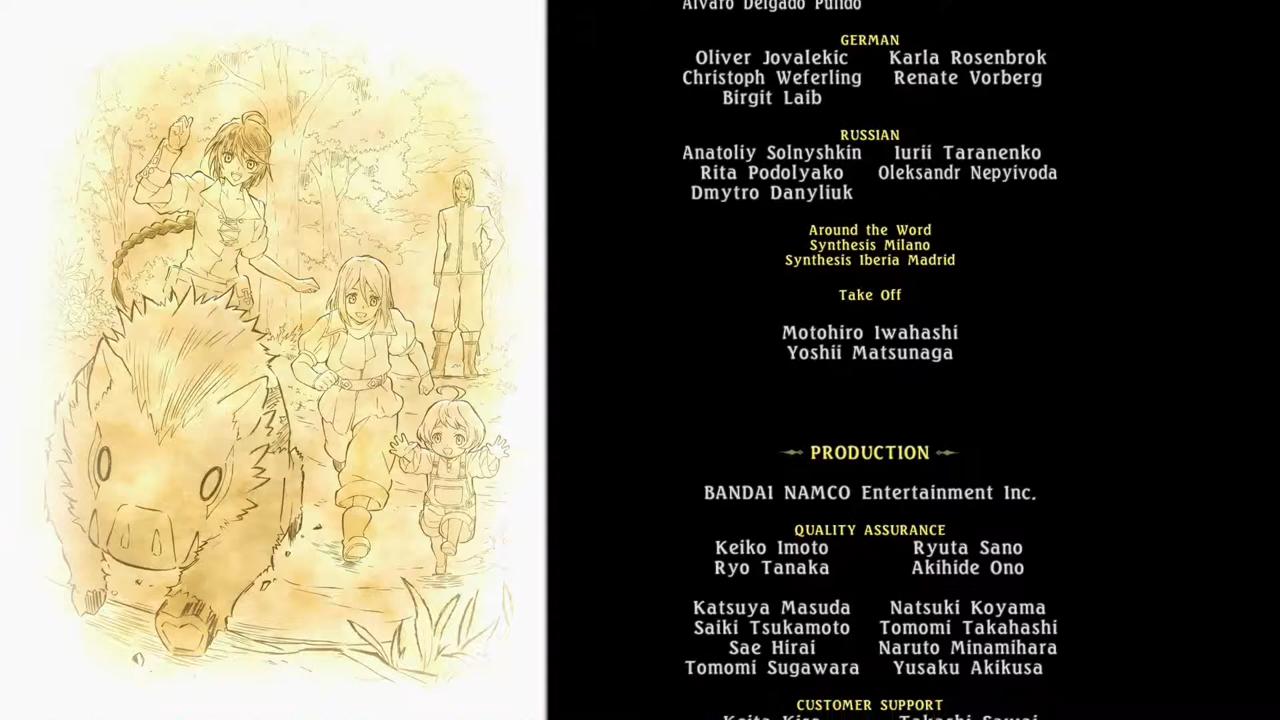 Alvaro Delgado Pulido
GERMAN
Oliver Jovalekic Karla Rosenbrok
Christoph Weferling Renate Vorberg
Birgit Laib
RUSSIAN
Anatoliy Solnyshkin Iurii Taranenko
Rita Podolyako Oleksandr Nepyivoda
Dmytro Danyliuk
Around the Word
Synthesis Milano
Synthesis Iberia Madrid
Take Off
Motohiro Iwahashi
Yoshii Matsunaga
PRODUCTION
BANDAI NAMCO Entertainment Inc.
QUALITY ASSURANCE
Keiko Imoto Ryuta Sano
Ryo Tanaka Akihide Ono
Katsuya Masuda Natsuki Koyama
Saiki Tsukamoto Tomomi Takahashi
Sae Hirai Naruto Minamihara
Tomomi Sugawara Yusaku Akikusa
CUSTOMER SUPPORT